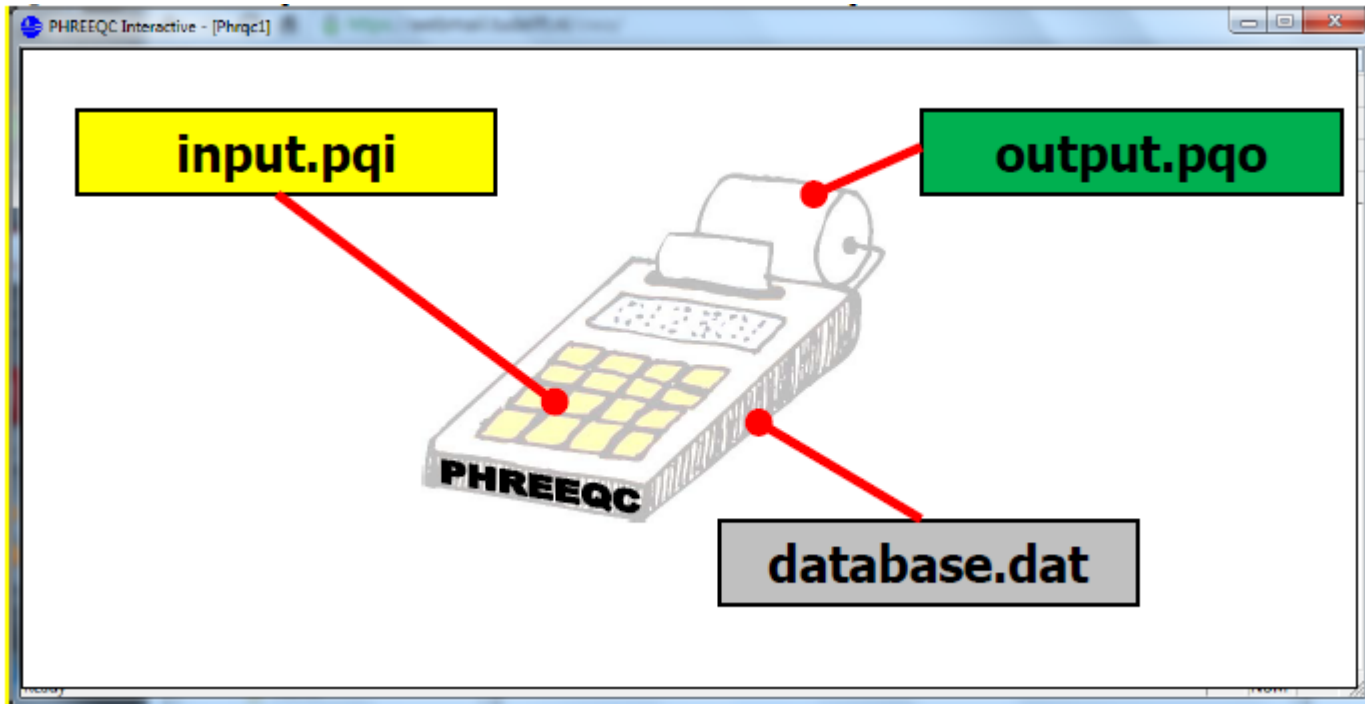 PHREEQC Interactive - [Phrqc1]
input.pqi
output.pqo
PHREEQC
database.dat